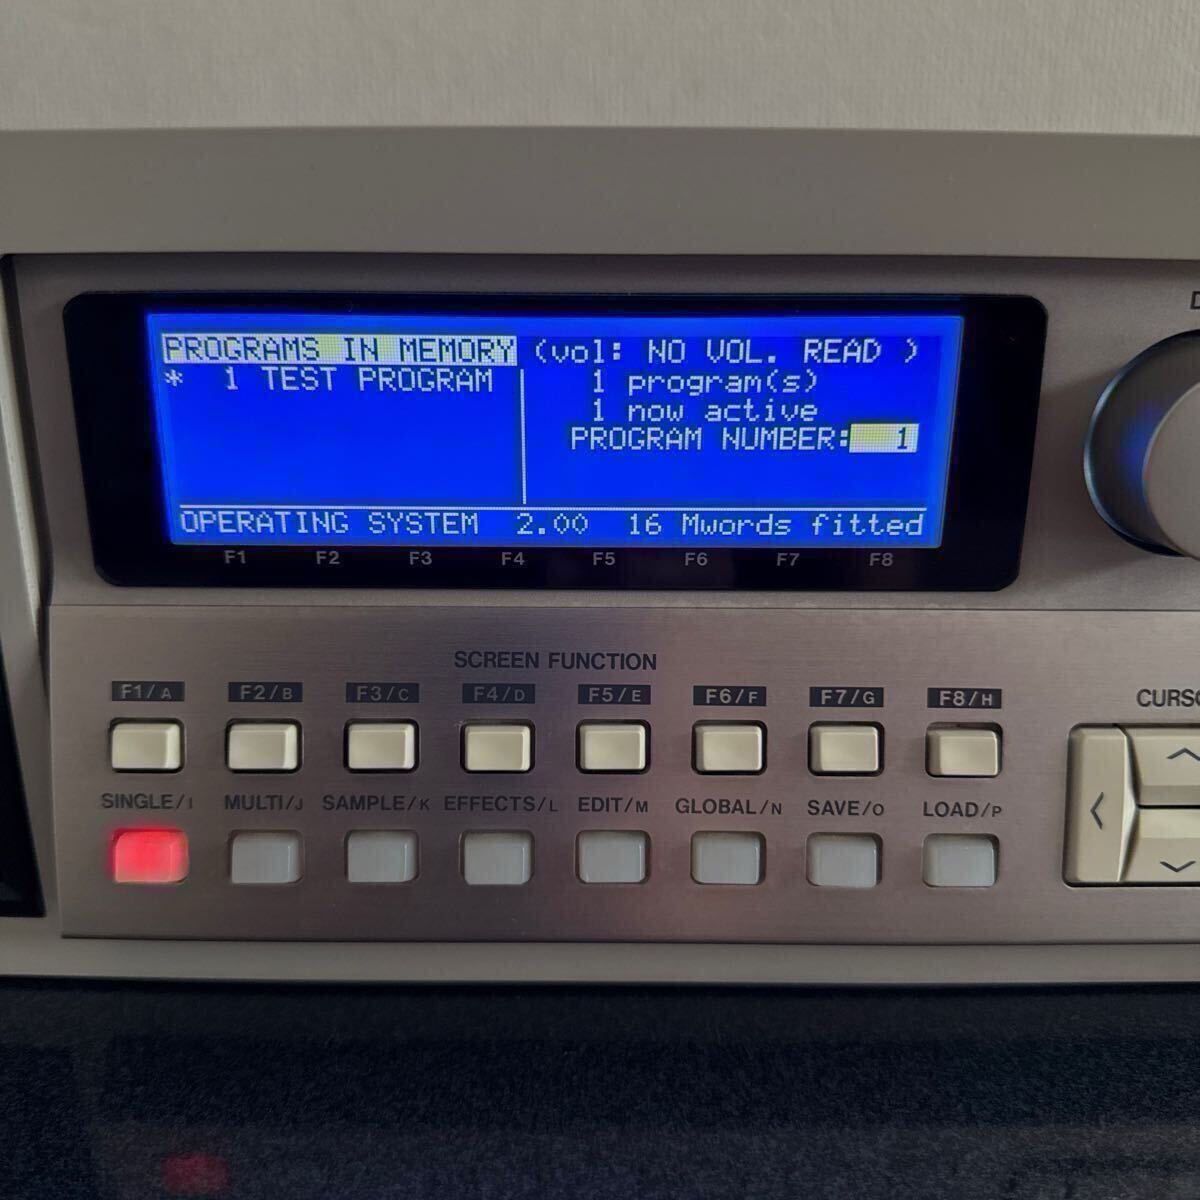 PROGRAMS IN MEMORY (vol: NO VOL. READ )
* 1 TEST PROGRAM
1 program(s)
1 now active
PROGRAM NUMBER: 1
OPERATING SYSTEM 2.00 16 Mwords fitted
F1 F2 F3 F4 F5 F6 F7 F8
SCREEN FUNCTION
F1/A F2/B F3/C F4/D F5/E F6/F F7/G F8/H
SINGLE/I MULTI/J SAMPLE/K EFFECTS/L EDIT/M GLOBAL/N SAVE/O LOAD/P
D
CURSO